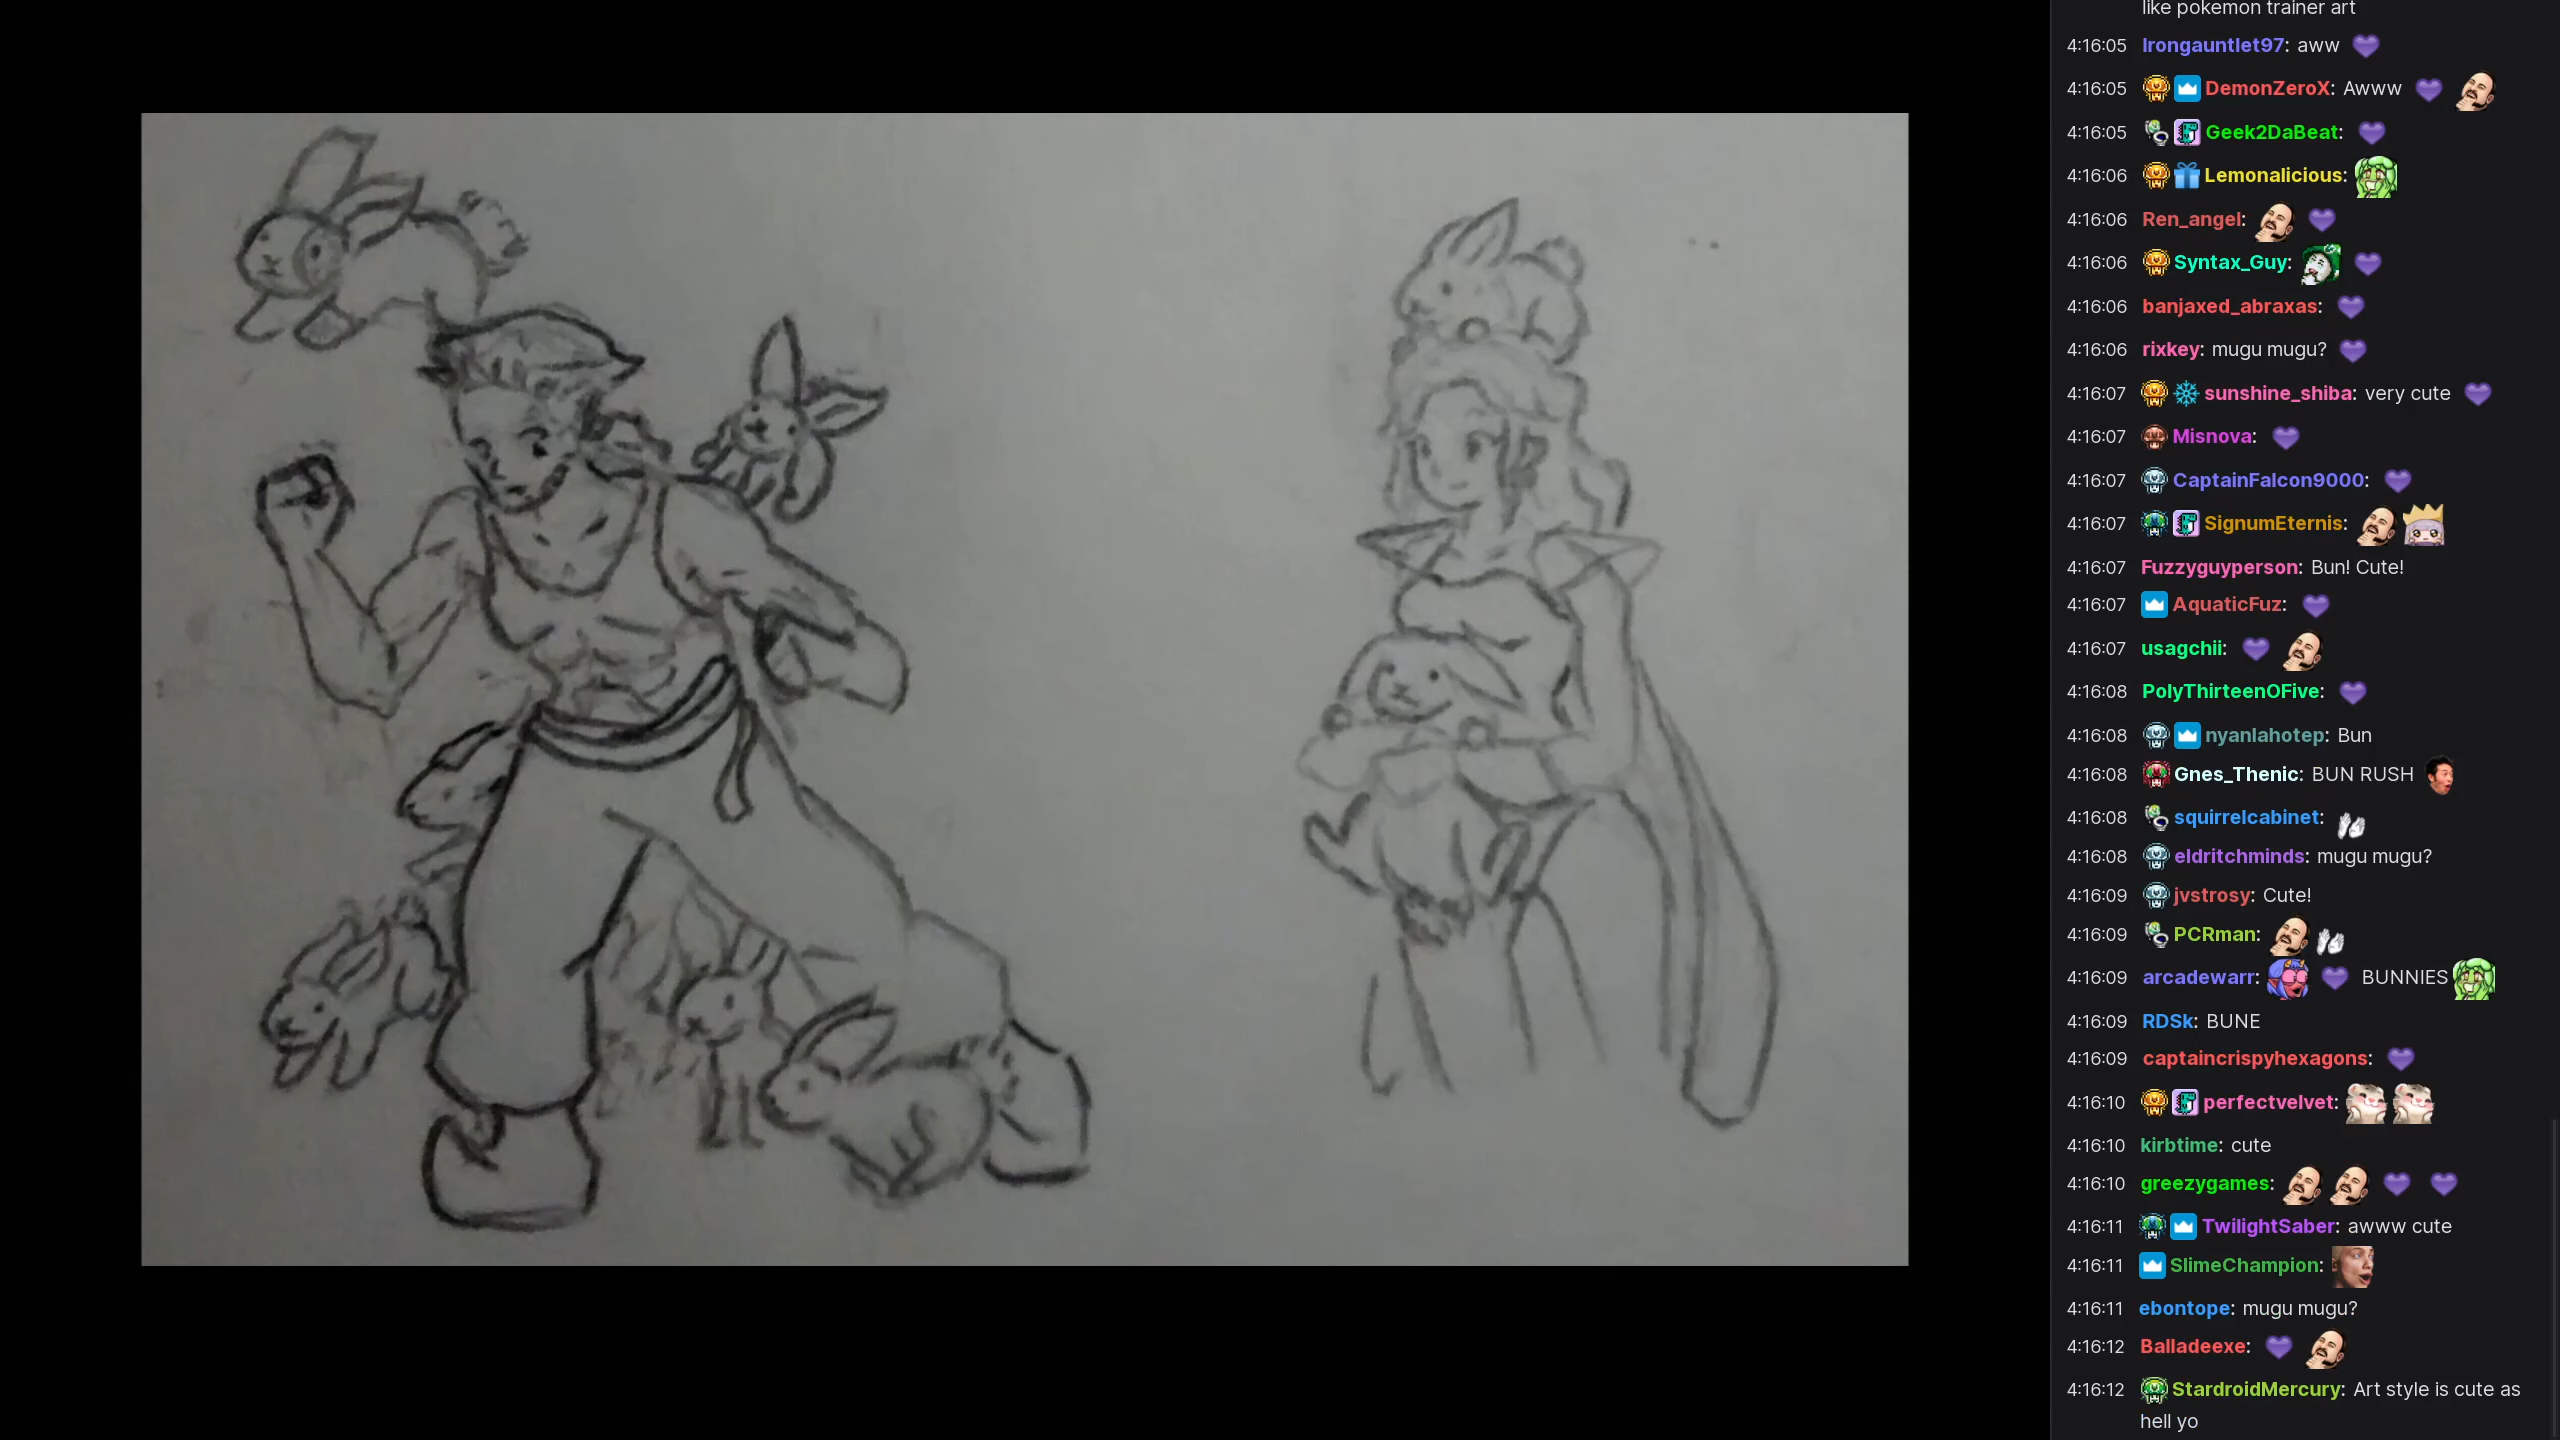 like pokemon trainer art
4:16:05 Irongauntlet97: aww
4:16:05 DemonZeroX: Awww
4:16:05 Geek2DaBeat:
4:16:06 Lemonalicious:
4:16:06 Ren_angel:
4:16:06 Syntax_Guy:
4:16:06 banjaxed_abraxas:
4:16:06 rixkey: mugu mugu?
4:16:07 sunshine_shiba: very cute
4:16:07 Misnova:
4:16:07 CaptainFalcon9000:
4:16:07 SignumEternis:
4:16:07 Fuzzyguyperson: Bun! Cute!
4:16:07 AquaticFuz:
4:16:07 usagchii:
4:16:08 PolyThirteenOFive:
4:16:08 nyanlahotep: Bun
4:16:08 Gnes_Thenic: BUN RUSH
4:16:08 squirrelcabinet:
4:16:08 eldritchminds: mugu mugu?
4:16:09 jvstrosy: Cute!
4:16:09 PCRman:
4:16:09 arcadewarr: BUNNIES
4:16:09 RDSk: BUNE
4:16:09 captaincrispyhexagons:
4:16:10 perfectvelvet:
4:16:10 kirbtime: cute
4:16:10 greezygames:
4:16:11 TwilightSaber: awww cute
4:16:11 SlimeChampion:
4:16:11 ebontope: mugu mugu?
4:16:12 Balladeexe:
4:16:12 StardroidMercury: Art style is cute as
hell yo